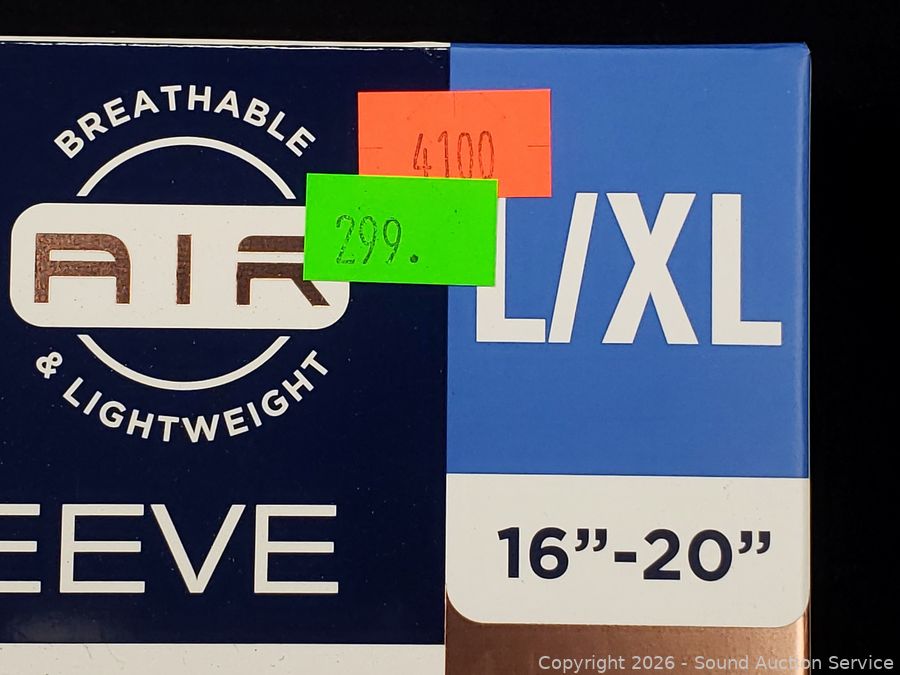 BREATHABLE
AIR
& LIGHTWEIGHT
4100
299.
L/XL
EEVE
16”-20”
Copyright 2026 - Sound Auction Service